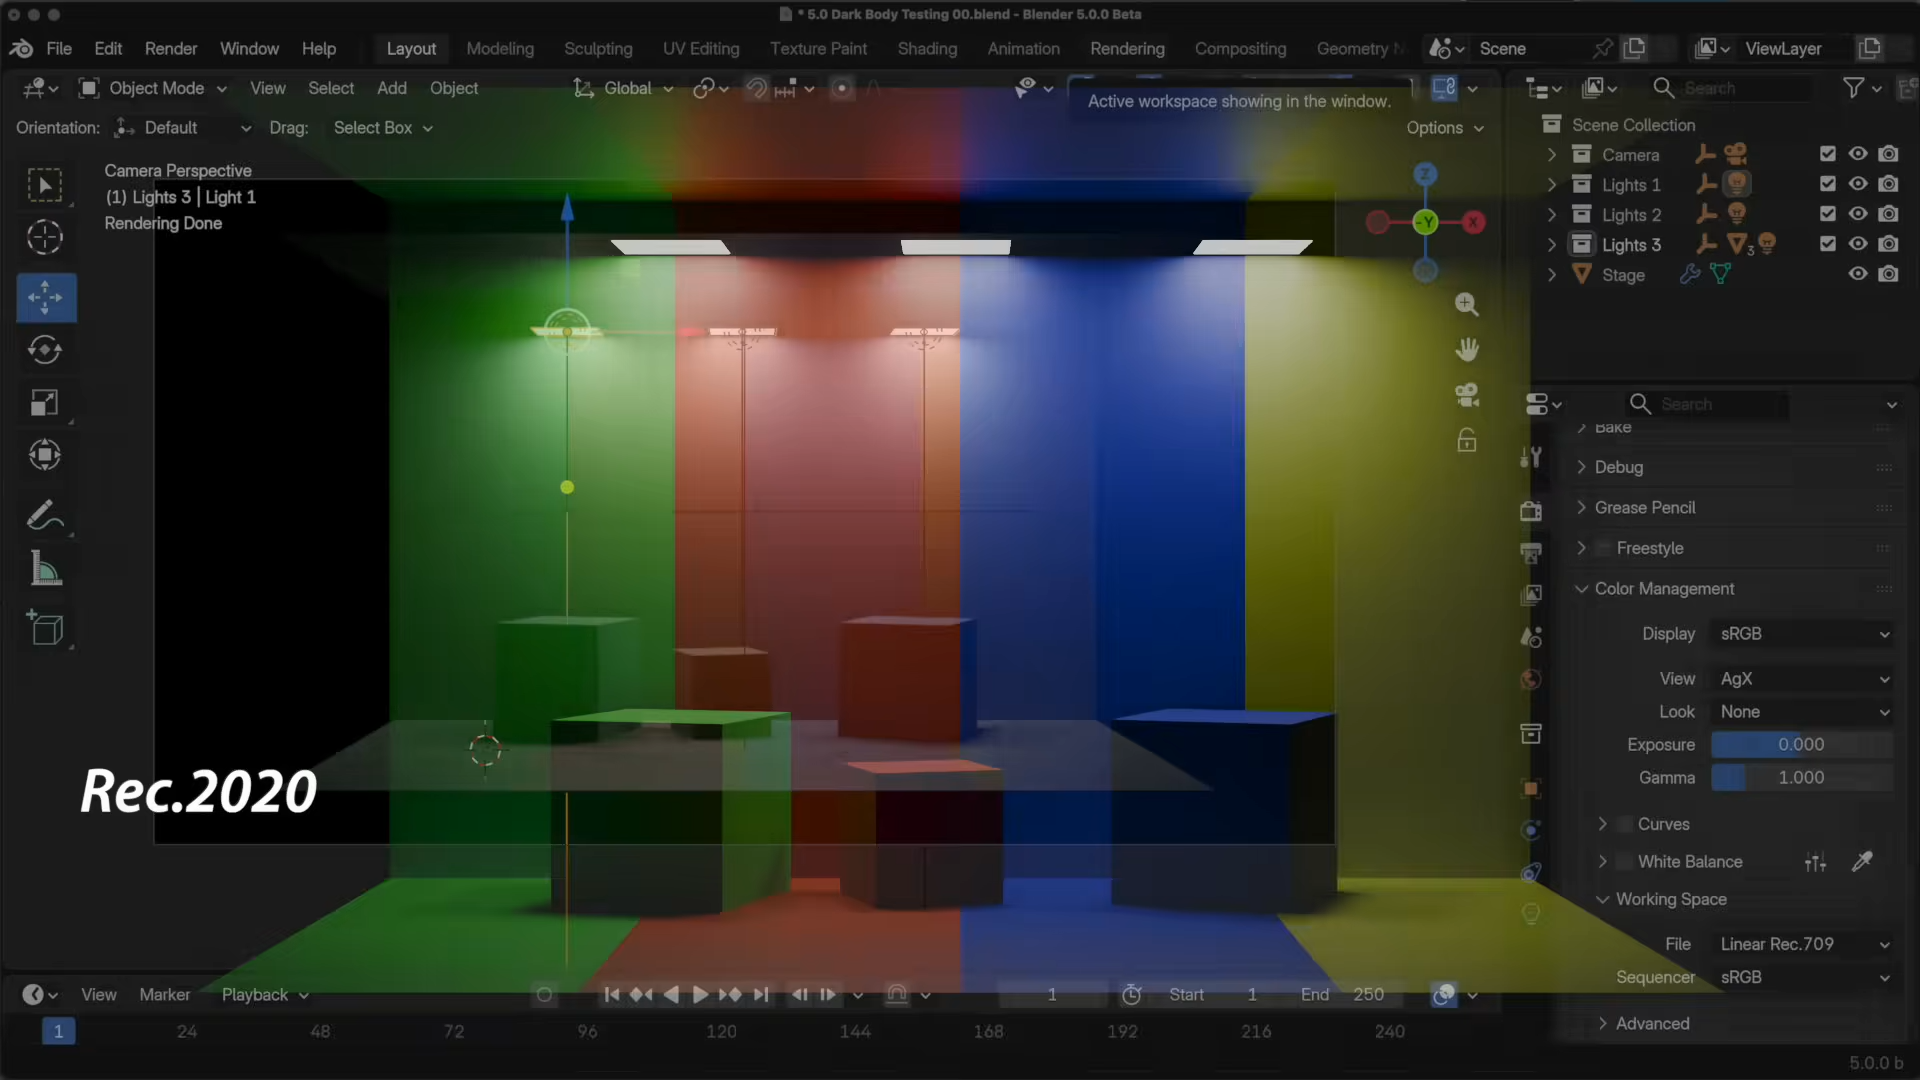 * 5.0 Dark Body Testing 00.blend - Blender 5.0.0 Beta
File Edit Render Window Help Layout Modeling Sculpting UV Editing Texture Paint Shading Animation Rendering Compositing Geometry N Scene ViewLayer
Object Mode View Select Add Object Global
Active workspace showing in the window.
Search
Orientation: Default Drag: Select Box Options
Camera Perspective
(1) Lights 3 | Light 1
Rendering Done
Z
-Y
X
Scene Collection
Camera
Lights 1
Lights 2
Lights 3 3
Stage
Search
Bake
Debug
Grease Pencil
Freestyle
Color Management
Display sRGB
View AgX
Look None
Exposure 0.000
Gamma 1.000
Curves
White Balance
Working Space
File Linear Rec.709
Sequencer sRGB
Advanced
Rec.2020
View Marker Playback 1 Start 1 End 250
1 24 48 72 96 120 144 168 192 216 240
5.0.0 b